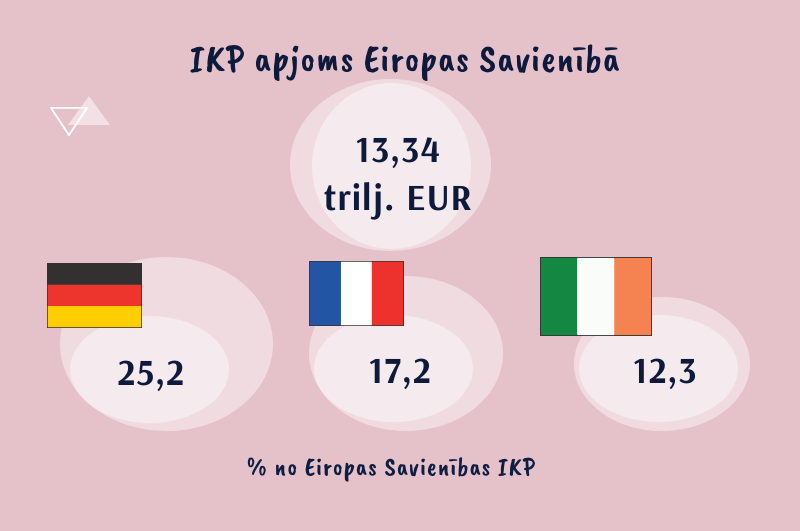 IKP apjoms Eiropas Savienībā
13,34
trilj. EUR
25,2
17,2
12,3
% no Eiropas Savienības IKP